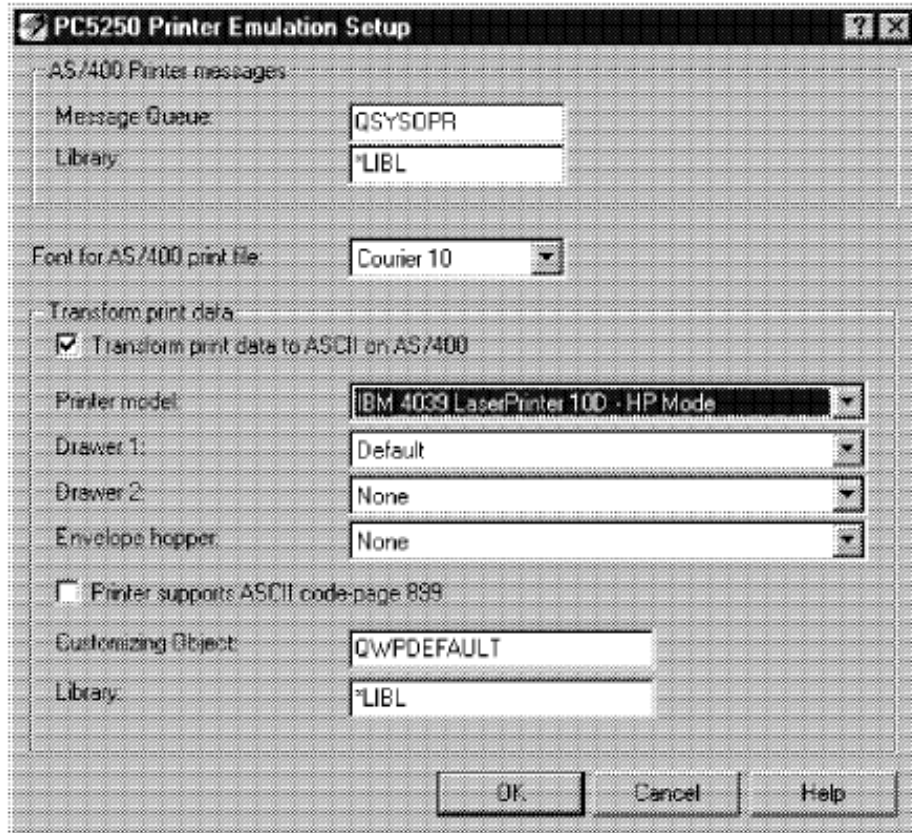 PC5250 Printer Emulation Setup
AS/400 Printer messages
Message Queue: QSYSOPR
Library: *LIBL
Font for AS/400 print file: Courier 10
Transform print data
Transform print data to ASCII on AS/400
Printer model: IBM 4039 LaserPrinter 10D - HP Mode
Drawer 1: Default
Drawer 2: None
Envelope hopper: None
Printer supports ASCII code-page 899
Customizing Object: QWPDEFAULT
Library: *LIBL
OK Cancel Help